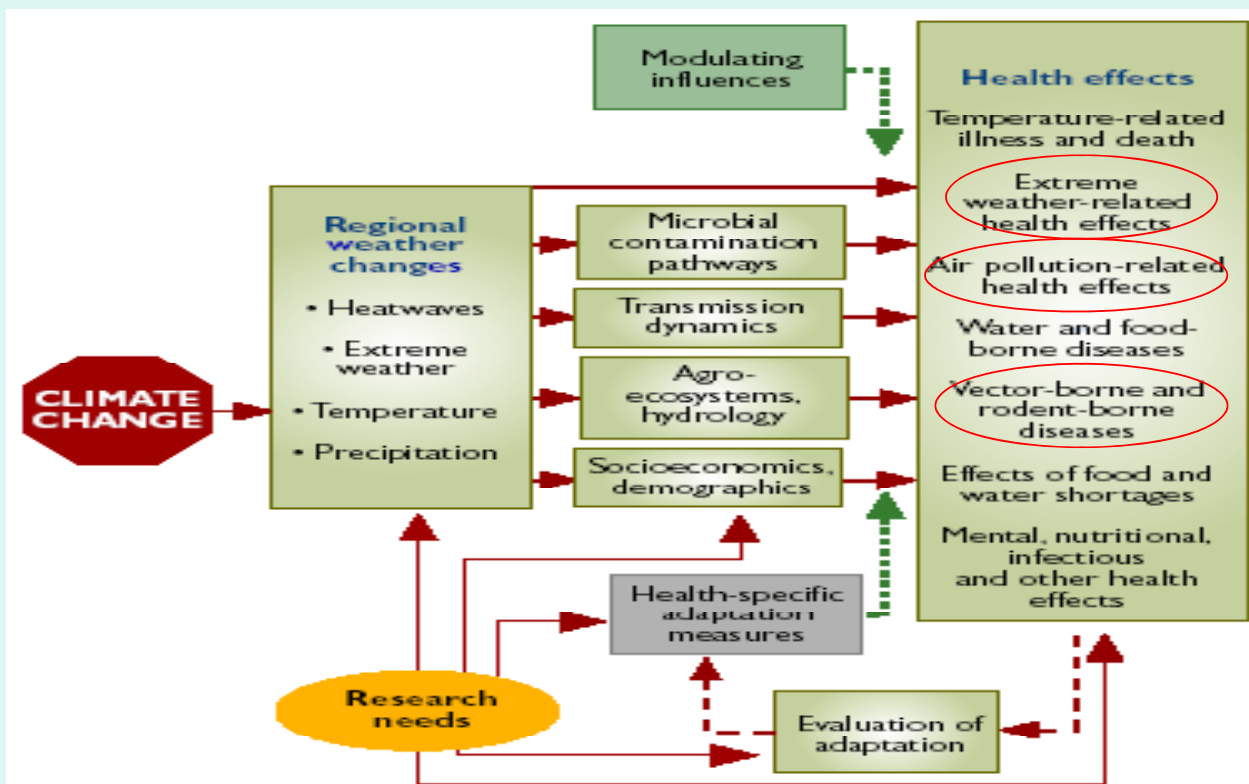 Modulating
influences
Health effects
Temperature-related
illness and death
Extreme
weather-related
health effects
Air pollution-related
health effects
Water and food-
borne diseases
Vector-borne and
rodent-borne
diseases
Effects of food and
water shortages
Mental, nutritional,
infectious
and other health
effects
Regional
weather
changes
• Heatwaves
• Extreme
weather
• Temperature
• Precipitation
Microbial
contamination
pathways
Transmission
dynamics
Agro-
ecosystems,
hydrology
Socioeconomics,
demographics
CLIMATE
CHANGE
Health-specific
adaptation
measures
Research
needs
Evaluation of
adaptation